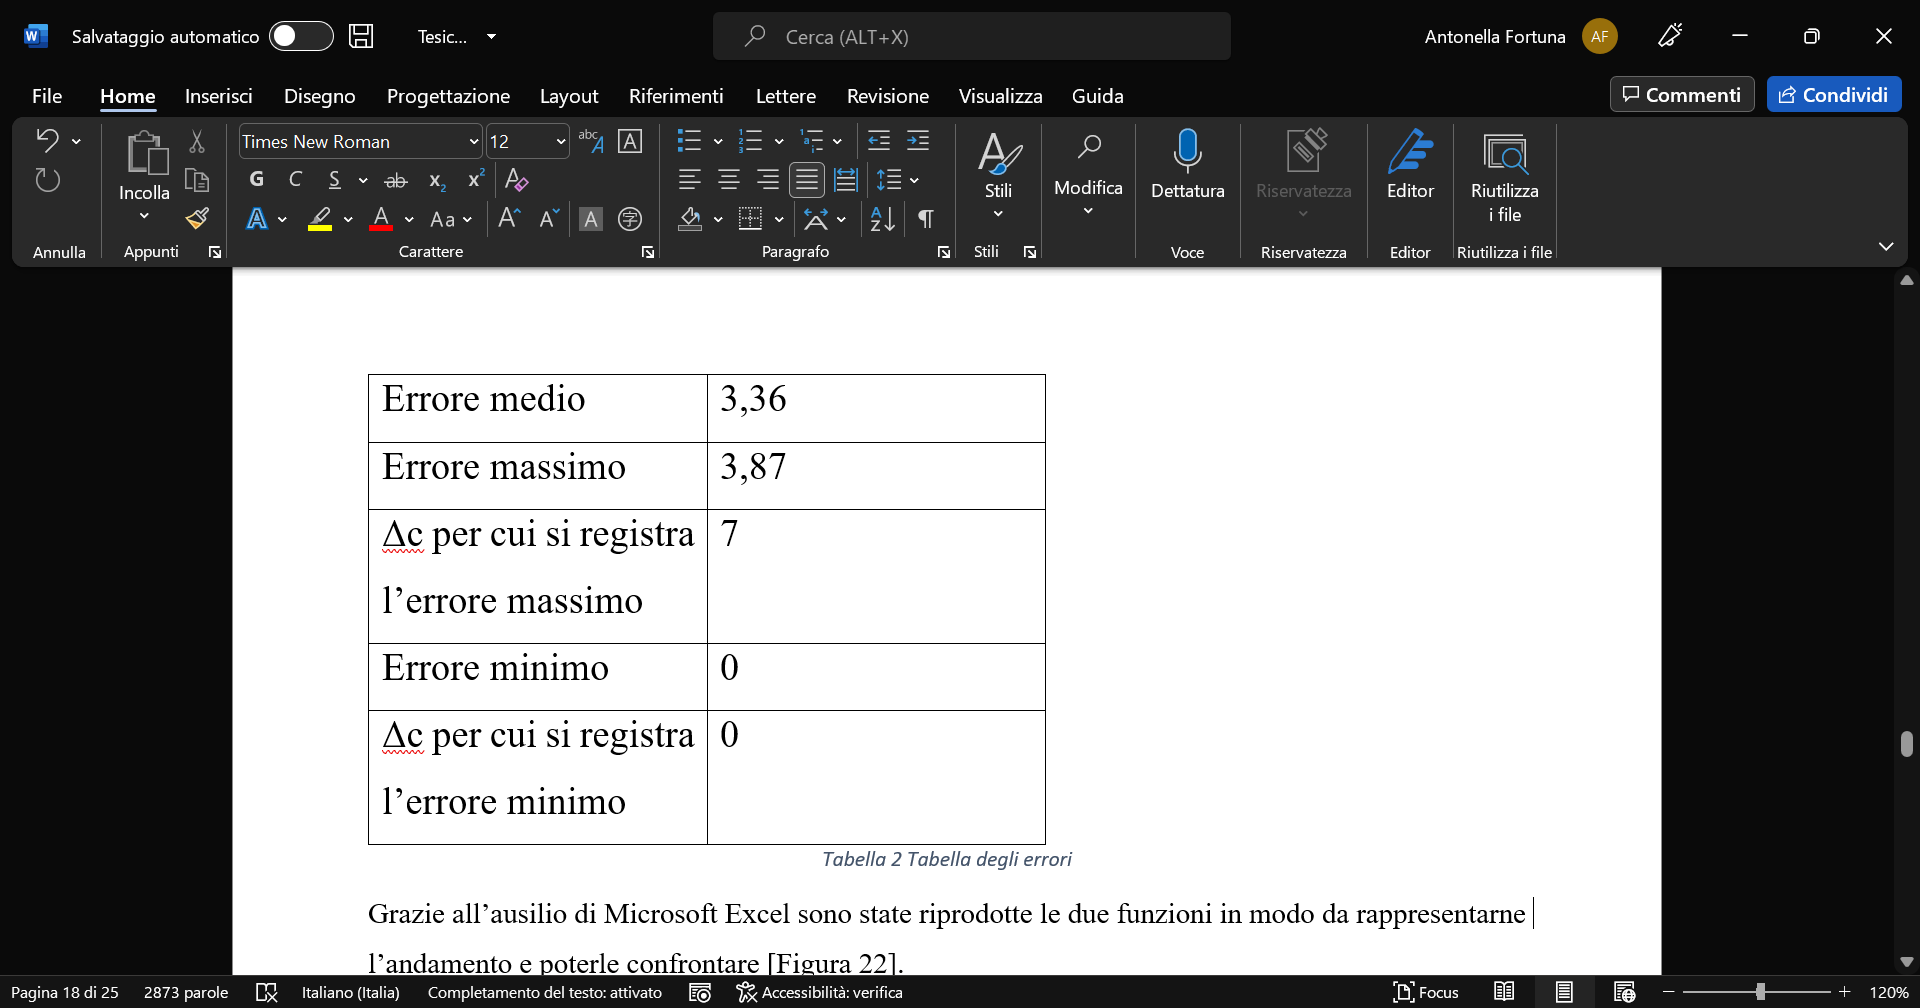 Salvataggio automatico
Tesic...
Cerca (ALT+X)
Antonella Fortuna
AF
File Home Inserisci Disegno Progettazione Layout Riferimenti Lettere Revisione Visualizza Guida
Commenti
Condividi
Times New Roman
12
Incolla
G C S ab x₂ x²
Aa
Stili
Modifica
Dettatura
Riservatezza
Editor
Riutilizza
i file
Annulla
Appunti
Carattere
Paragrafo
Stili
Voce
Riservatezza
Editor
Riutilizza i file
Errore medio 3,36
Errore massimo 3,87
Δc per cui si registra 7
l’errore massimo
Errore minimo 0
Δc per cui si registra 0
l’errore minimo
Tabella 2 Tabella degli errori
Grazie all’ausilio di Microsoft Excel sono state riprodotte le due funzioni in modo da rappresentarne
l’andamento e poterle confrontare [Figura 22].
Pagina 18 di 25
2873 parole
Italiano (Italia)
Completamento del testo: attivato
Accessibilità: verifica
Focus
120%